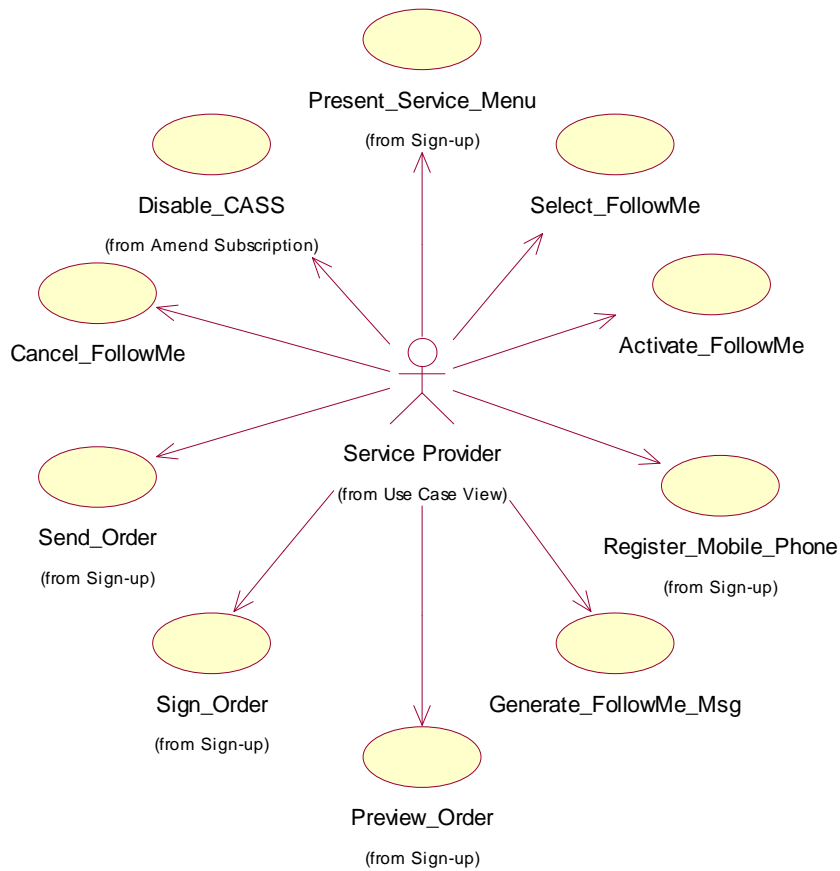 Present_Service_Menu
(from Sign-up)
Disable_CASS
(from Amend Subscription)
Select_FollowMe
Cancel_FollowMe
Activate_FollowMe
Service Provider
(from Use Case View)
Send_Order
(from Sign-up)
Register_Mobile_Phone
(from Sign-up)
Sign_Order
(from Sign-up)
Generate_FollowMe_Msg
Preview_Order
(from Sign-up)